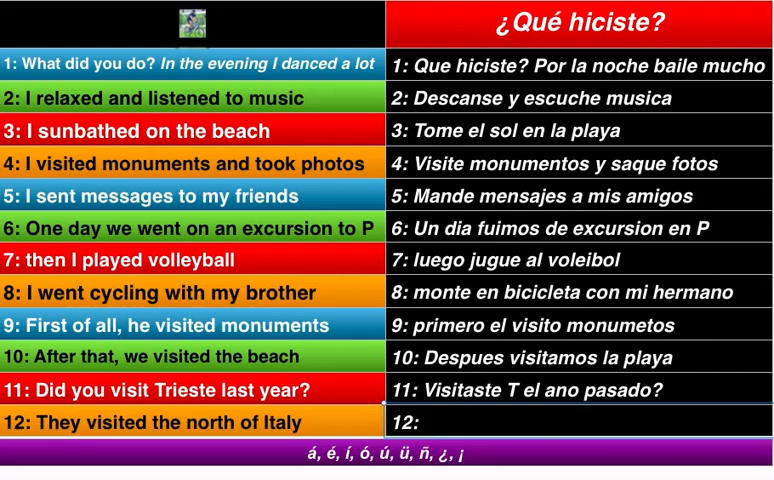 ¿Qué hiciste?
1: What did you do? In the evening I danced a lot
1: Que hiciste? Por la noche baile mucho
2: I relaxed and listened to music
2: Descanse y escuche musica
3: I sunbathed on the beach
3: Tome el sol en la playa
4: I visited monuments and took photos
4: Visite monumentos y saque fotos
5: I sent messages to my friends
5: Mande mensajes a mis amigos
6: One day we went on an excursion to P
6: Un dia fuimos de excursion en P
7: then I played volleyball
7: luego jugue al voleibol
8: I went cycling with my brother
8: monte en bicicleta con mi hermano
9: First of all, he visited monuments
9: primero el visito monumetos
10: After that, we visited the beach
10: Despues visitamos la playa
11: Did you visit Trieste last year?
11: Visitaste T el ano pasado?
12: They visited the north of Italy
12:
á, é, í, ó, ú, ü, ñ, ¿, ¡